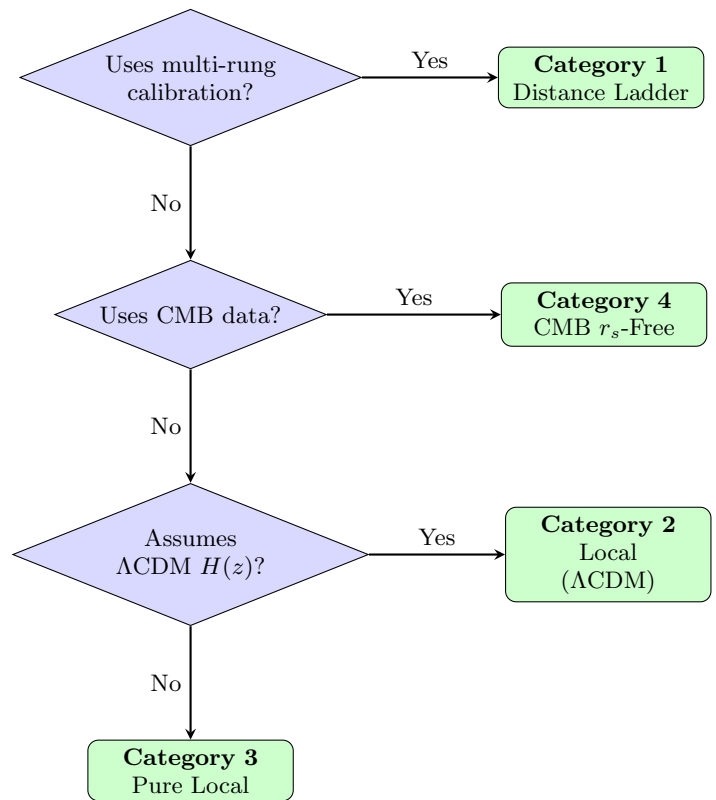 Uses multi-rung
calibration?
Yes
Category 1
Distance Ladder
No
Uses CMB data?
Yes
Category 4
CMB $r_s$-Free
No
Assumes
ΛCDM $H(z)$?
Yes
Category 2
Local
(ΛCDM)
No
Category 3
Pure Local